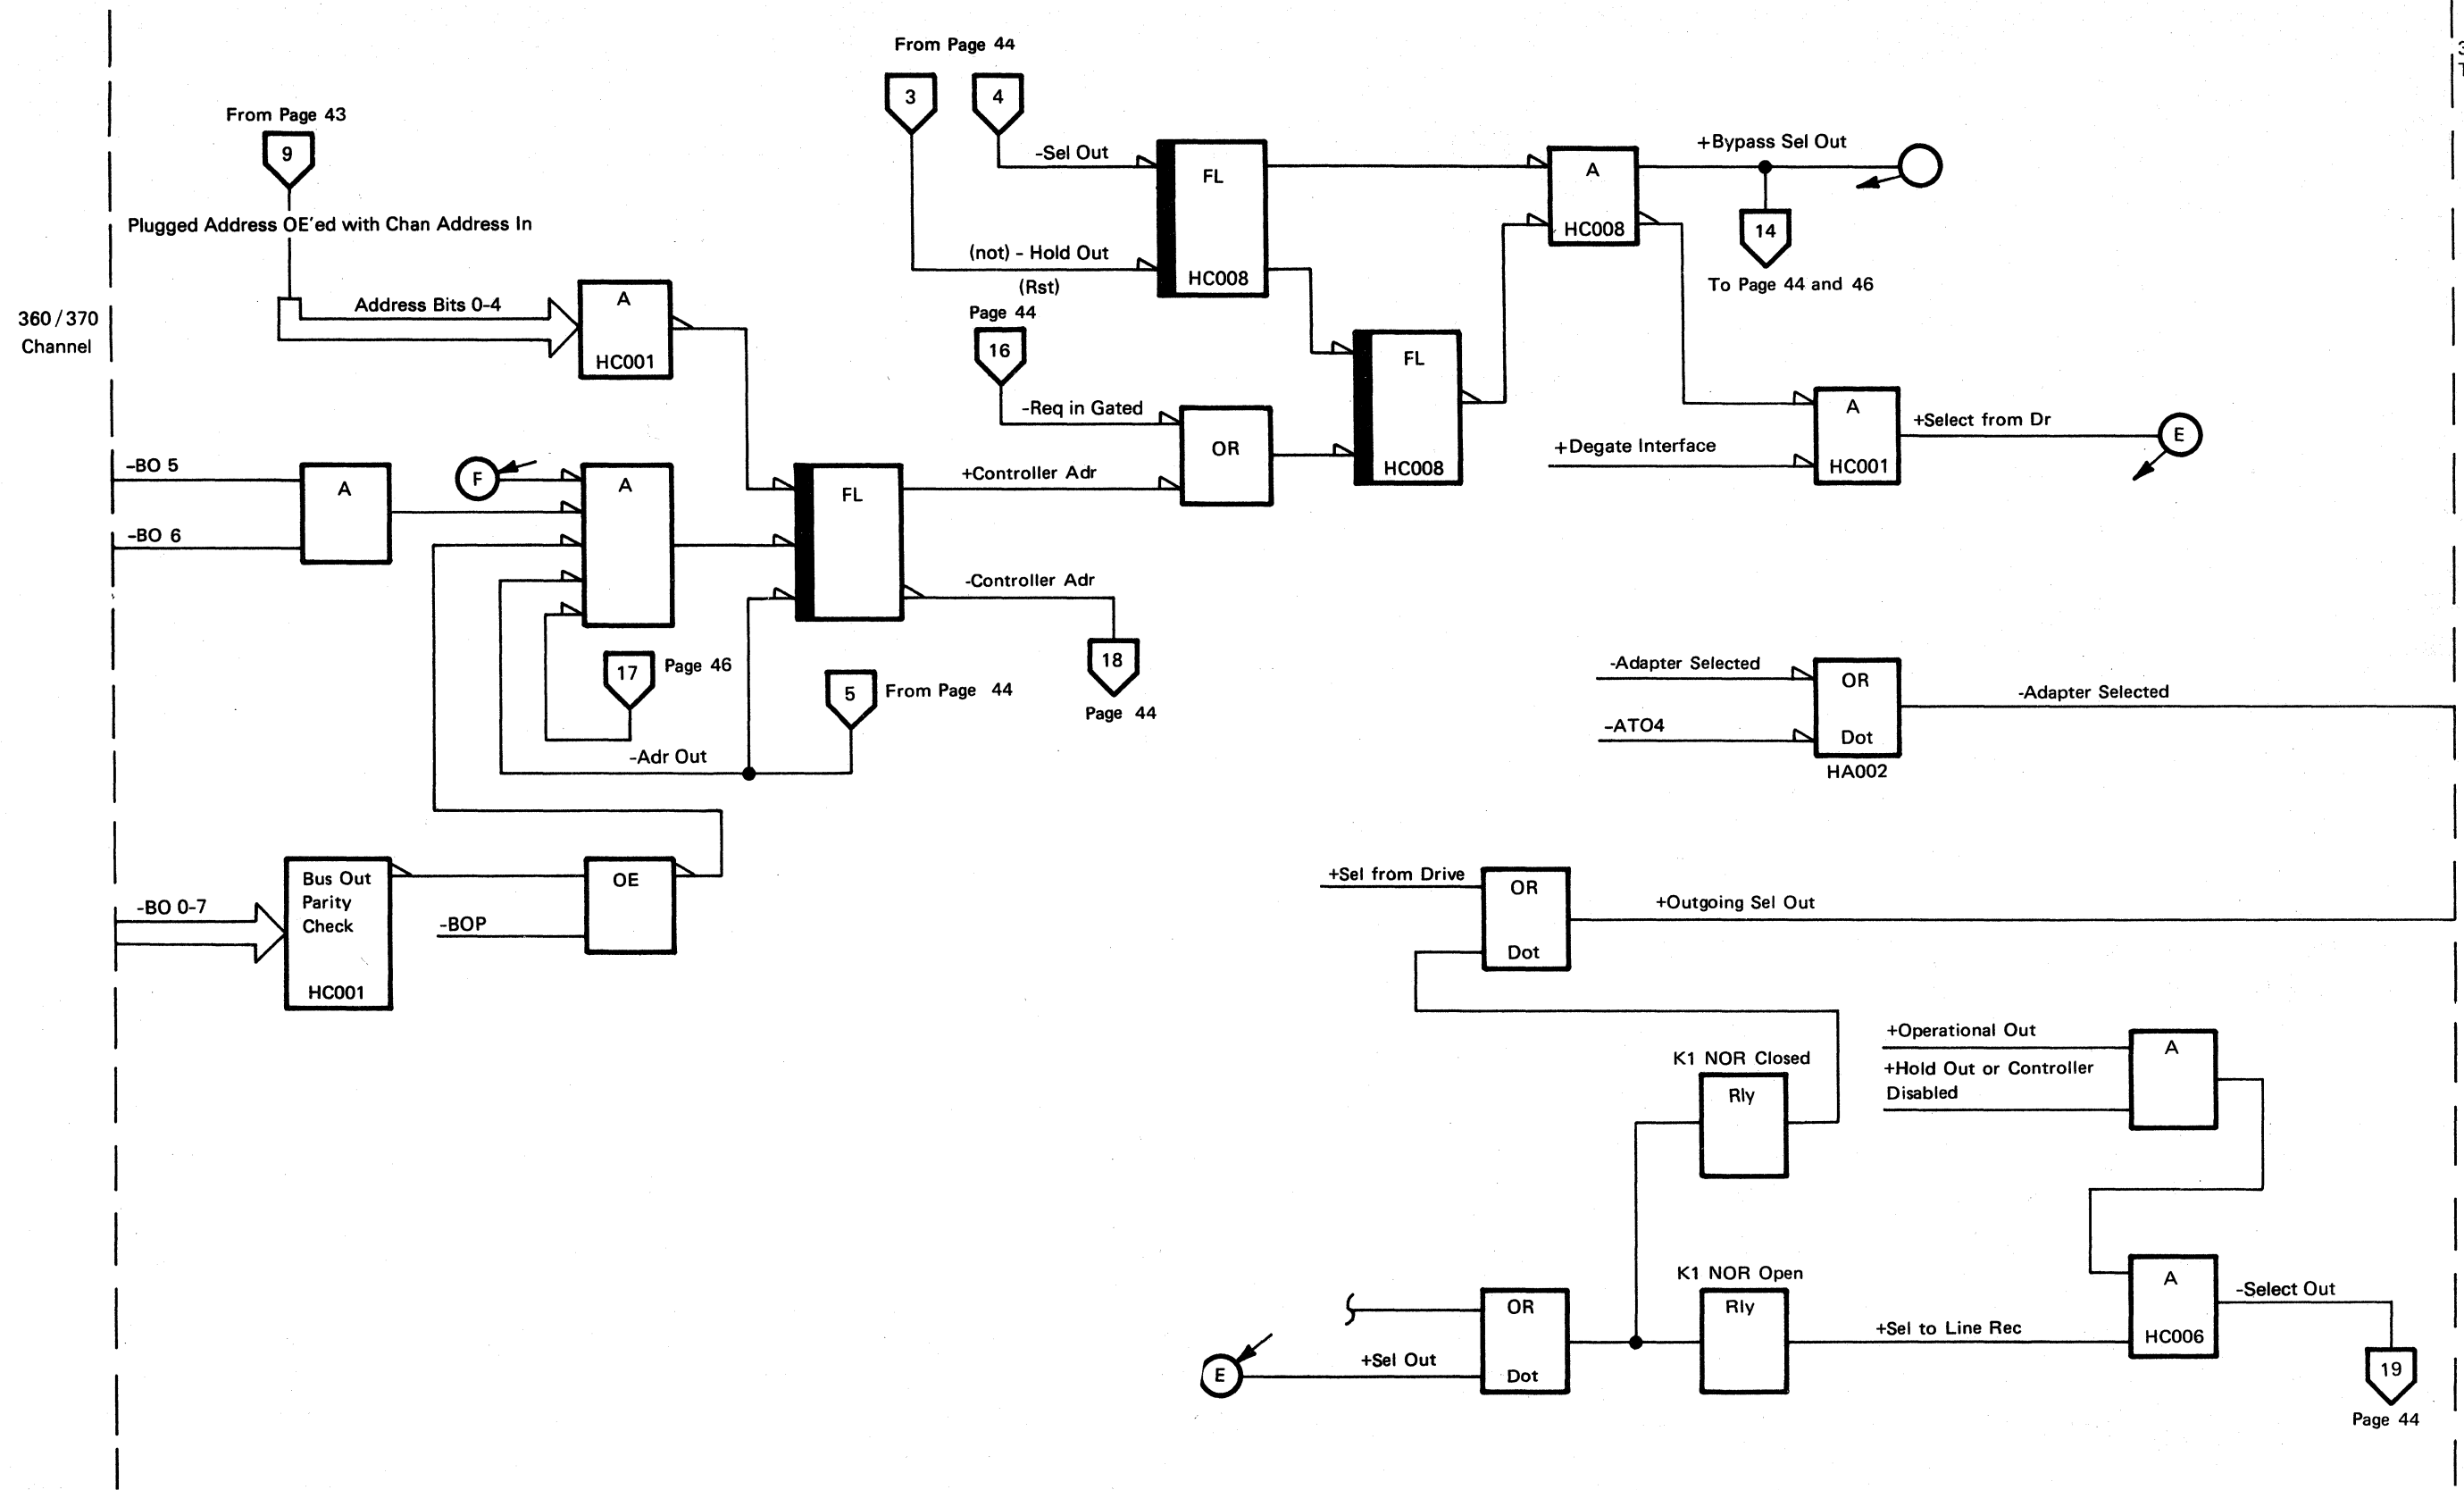 From Page 44
3
4
From Page 43
9
Plugged Address OE'ed with Chan Address In
Address Bits 0-4
A
HC001
360/370
Channel
-Sel Out
(not) - Hold Out
(Rst)
FL
HC008
A
HC008
+Bypass Sel Out
14
To Page 44 and 46
Page 44
16
-Req in Gated
+Controller Adr
OR
FL
HC008
+Degate Interface
A
HC001
+Select from Dr
E
-BO 5
-BO 6
A
F
A
FL
-Controller Adr
18
Page 44
17
Page 46
5
From Page 44
-Adr Out
-Adapter Selected
-ATO4
OR
Dot
HA002
-Adapter Selected
-BO 0-7
Bus Out
Parity
Check
HC001
-BOP
OE
+Sel from Drive
OR
Dot
+Outgoing Sel Out
K1 NOR Closed
Rly
+Operational Out
+Hold Out or Controller
Disabled
A
K1 NOR Open
Rly
E
+Sel Out
OR
Dot
+Sel to Line Rec
A
HC006
-Select Out
19
Page 44